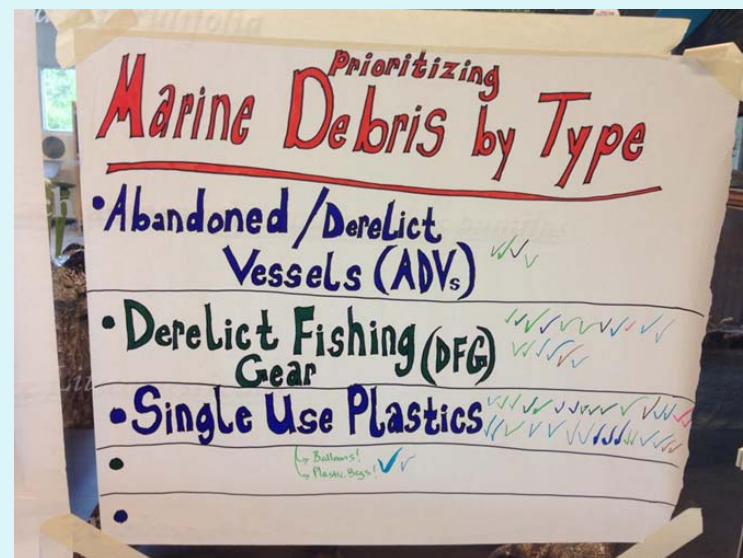 Prioritizing
Marine Debris by Type
• Abandoned / Derelict
Vessels (ADVs)
• Derelict Fishing (DFG)
Gear
• Single Use Plastics
↳ Balloons!
↳ Plastic Bags!